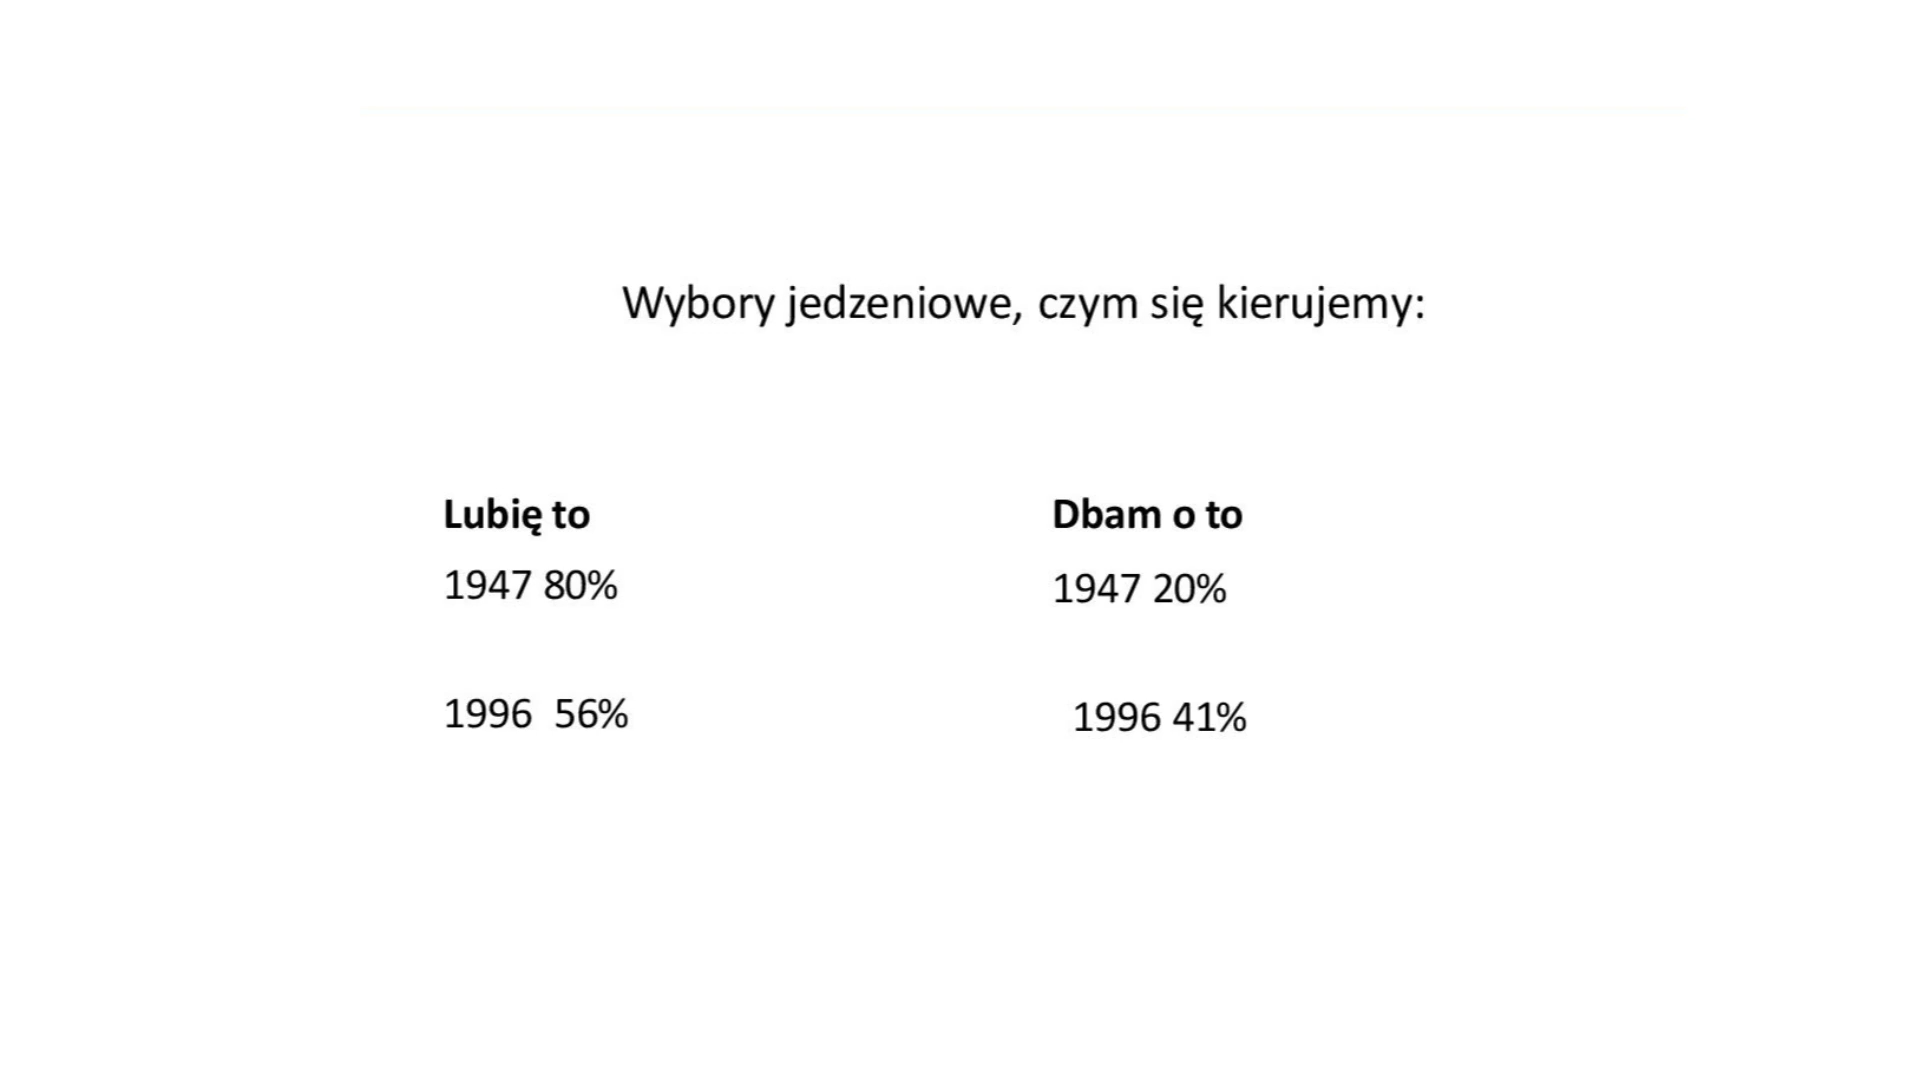 Wybory jedzeniowe, czym się kierujemy:
Lubię to
1947 80%
1996 56%
Dbam o to
1947 20%
1996 41%